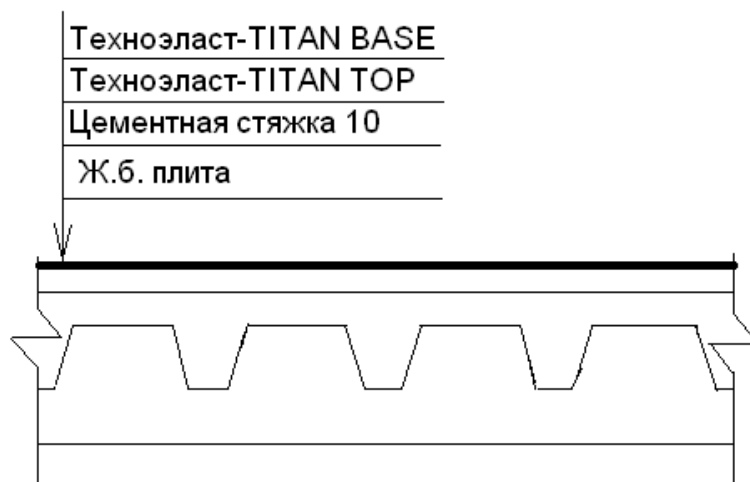 Техноэласт-TITAN BASE
Техноэласт-TITAN TOP
Цементная стяжка 10
Ж.б. плита